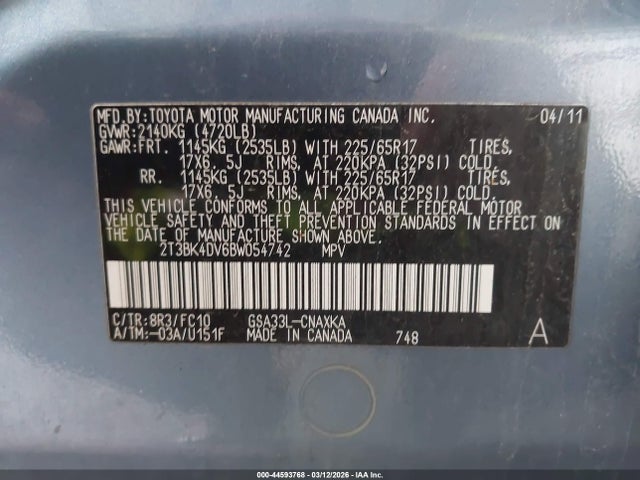 MFD.BY:TOYOTA MOTOR MANUFACTURING CANADA INC. 04/11
GVWR:2140KG (4720LB)
GAWR:FRT. 1145KG (2535LB) WITH 225/65R17 TIRES,
17X6. 5J RIMS, AT 220KPA (32PSI) COLD.
RR. 1145KG (2535LB) WITH 225/65R17 TIRES,
17X6. 5J RIMS, AT 220KPA (32PSI) COLD.
THIS VEHICLE CONFORMS TO ALL APPLICABLE FEDERAL MOTOR
VEHICLE SAFETY AND THEFT PREVENTION STANDARDS IN EFFECT ON
THE DATE OF MANUFACTURE SHOWN ABOVE.
2T3BK4DV6BW054742 MPV
C/TR:8R3/FC10 GSA33L-CNAXKA
A/TM:-03A/U151F MADE IN CANADA 748 A
000-44593768 - 03/12/2026 - IAA Inc.